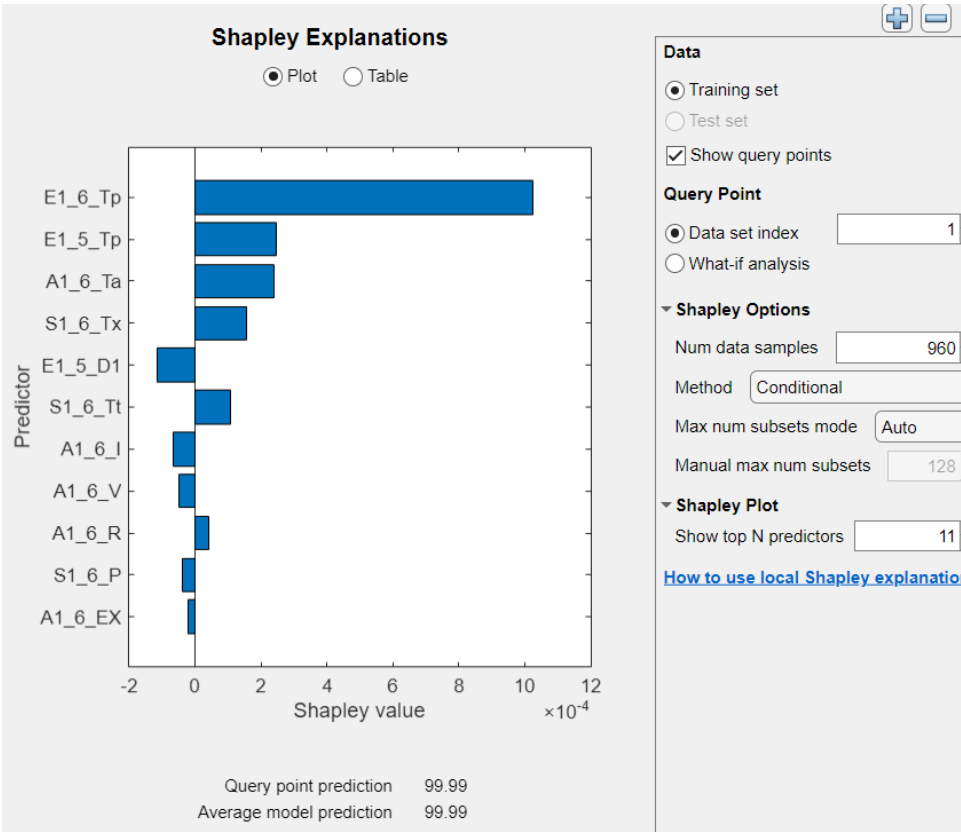 Shapley Explanations
Plot Table
E1_6_Tp
E1_5_Tp
A1_6_Ta
S1_6_Tx
E1_5_D1
S1_6_Tt
A1_6_I
A1_6_V
A1_6_R
S1_6_P
A1_6_EX
Predictor
-2 0 2 4 6 8 10 12
Shapley value ×10-4
Query point prediction 99.99
Average model prediction 99.99
Data
Training set
Test set
Show query points
Query Point
Data set index 1
What-if analysis
Shapley Options
Num data samples 960
Method Conditional
Max num subsets mode Auto
Manual max num subsets 128
Shapley Plot
Show top N predictors 11
How to use local Shapley explanatio